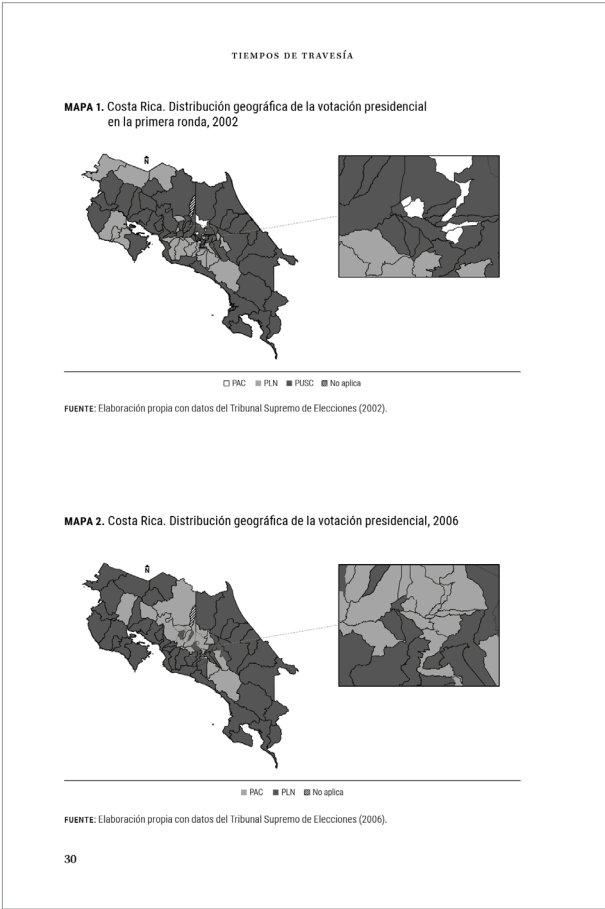 TIEMPOS DE TRAVESÍA
MAPA 1. Costa Rica. Distribución geográfica de la votación presidencial
en la primera ronda, 2002
N
PAC PLN PUSC No aplica
FUENTE: Elaboración propia con datos del Tribunal Supremo de Elecciones (2002).
MAPA 2. Costa Rica. Distribución geográfica de la votación presidencial, 2006
N
PAC PLN No aplica
FUENTE: Elaboración propia con datos del Tribunal Supremo de Elecciones (2006).
30